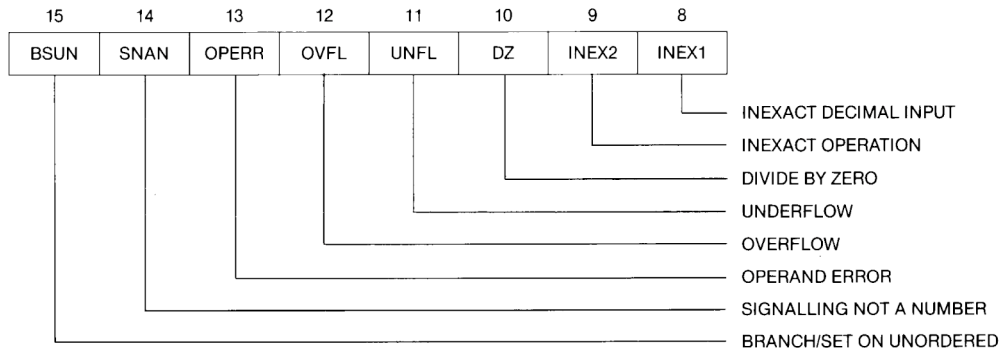 15 14 13 12 11 10 9 8
BSUN SNAN OPERR OVFL UNFL DZ INEX2 INEX1
INEXACT DECIMAL INPUT
INEXACT OPERATION
DIVIDE BY ZERO
UNDERFLOW
OVERFLOW
OPERAND ERROR
SIGNALLING NOT A NUMBER
BRANCH/SET ON UNORDERED